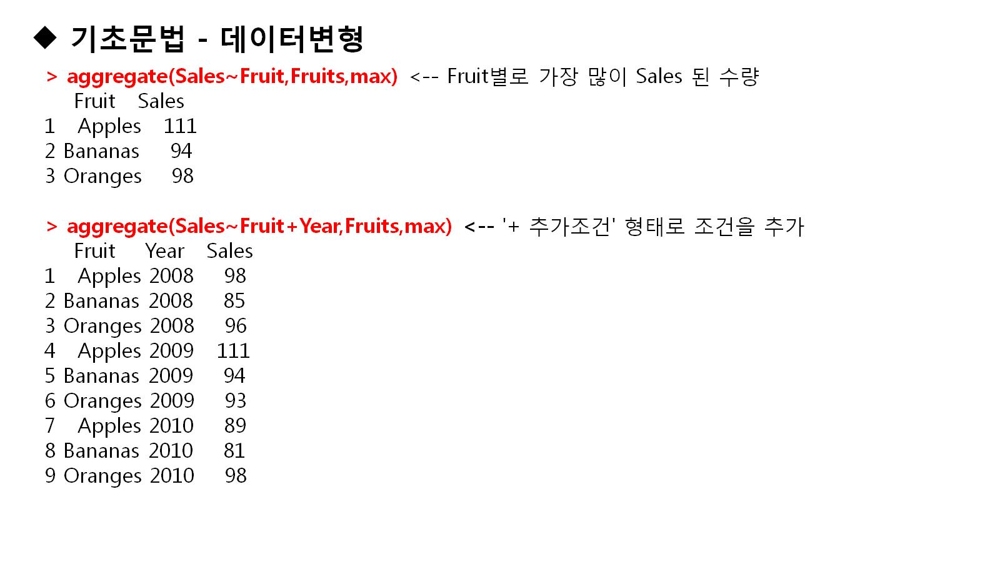 ◆ 기초문법 - 데이터변형
> aggregate(Sales~Fruit,Fruits,max) <-- Fruit별로 가장 많이 Sales 된 수량
Fruit Sales
1 Apples 111
2 Bananas 94
3 Oranges 98
> aggregate(Sales~Fruit+Year,Fruits,max) <-- '+ 추가조건' 형태로 조건을 추가
Fruit Year Sales
1 Apples 2008 98
2 Bananas 2008 85
3 Oranges 2008 96
4 Apples 2009 111
5 Bananas 2009 94
6 Oranges 2009 93
7 Apples 2010 89
8 Bananas 2010 81
9 Oranges 2010 98